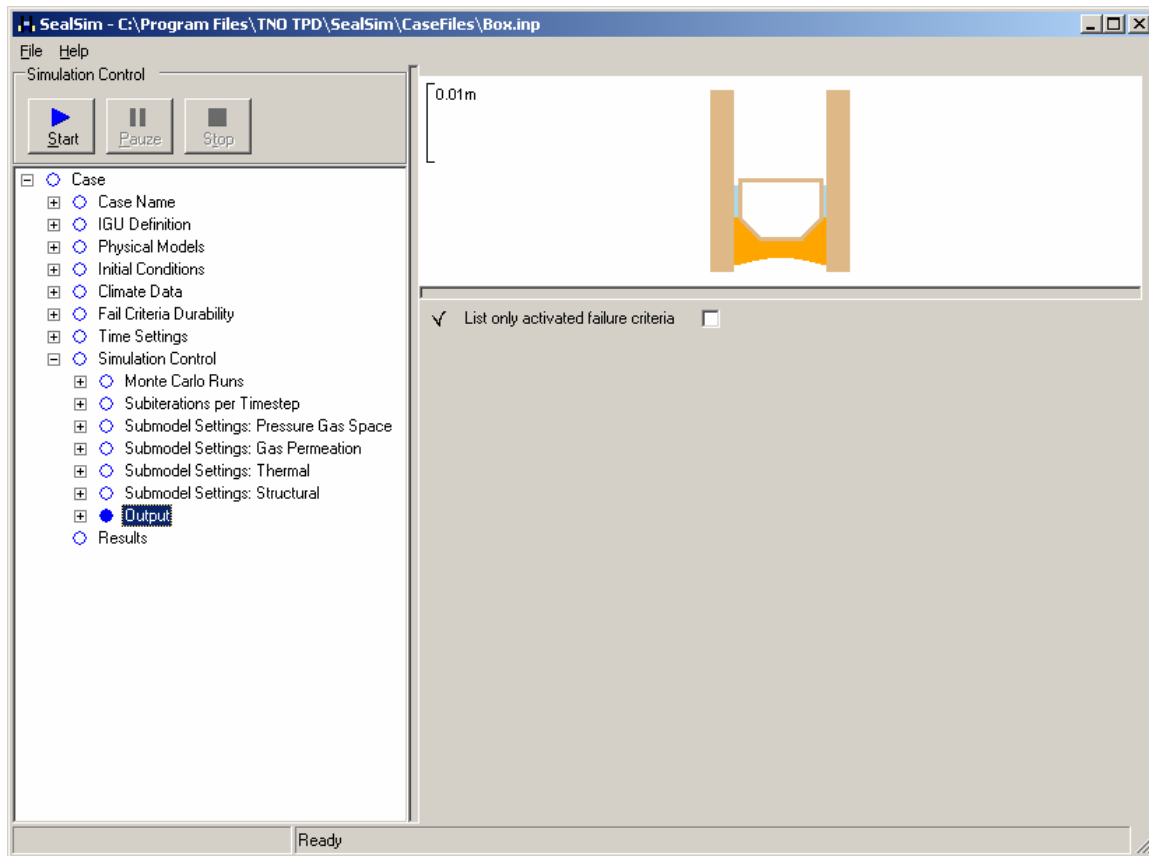 SealSim - C:\Program Files\TNO TPD\SealSim\CaseFiles\Box.inp
File Help
Simulation Control
Start Pauze Stop
Case
Case Name
IGU Definition
Physical Models
Initial Conditions
Climate Data
Fail Criteria Durability
Time Settings
Simulation Control
Monte Carlo Runs
Subiterations per Timestep
Submodel Settings: Pressure Gas Space
Submodel Settings: Gas Permeation
Submodel Settings: Thermal
Submodel Settings: Structural
Output
Results
0.01m
List only activated failure criteria
Ready